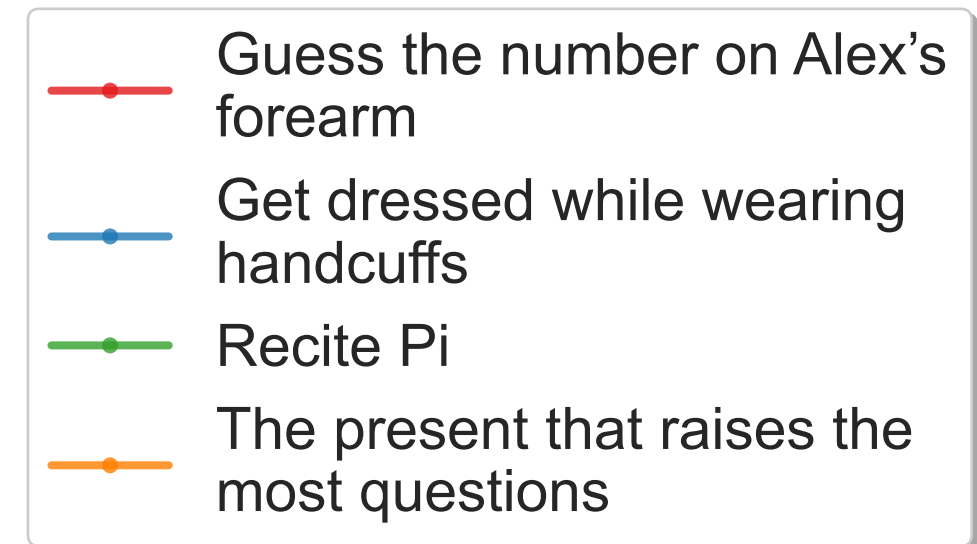 Guess the number on Alex’s
forearm
Get dressed while wearing
handcuffs
Recite Pi
The present that raises the
most questions